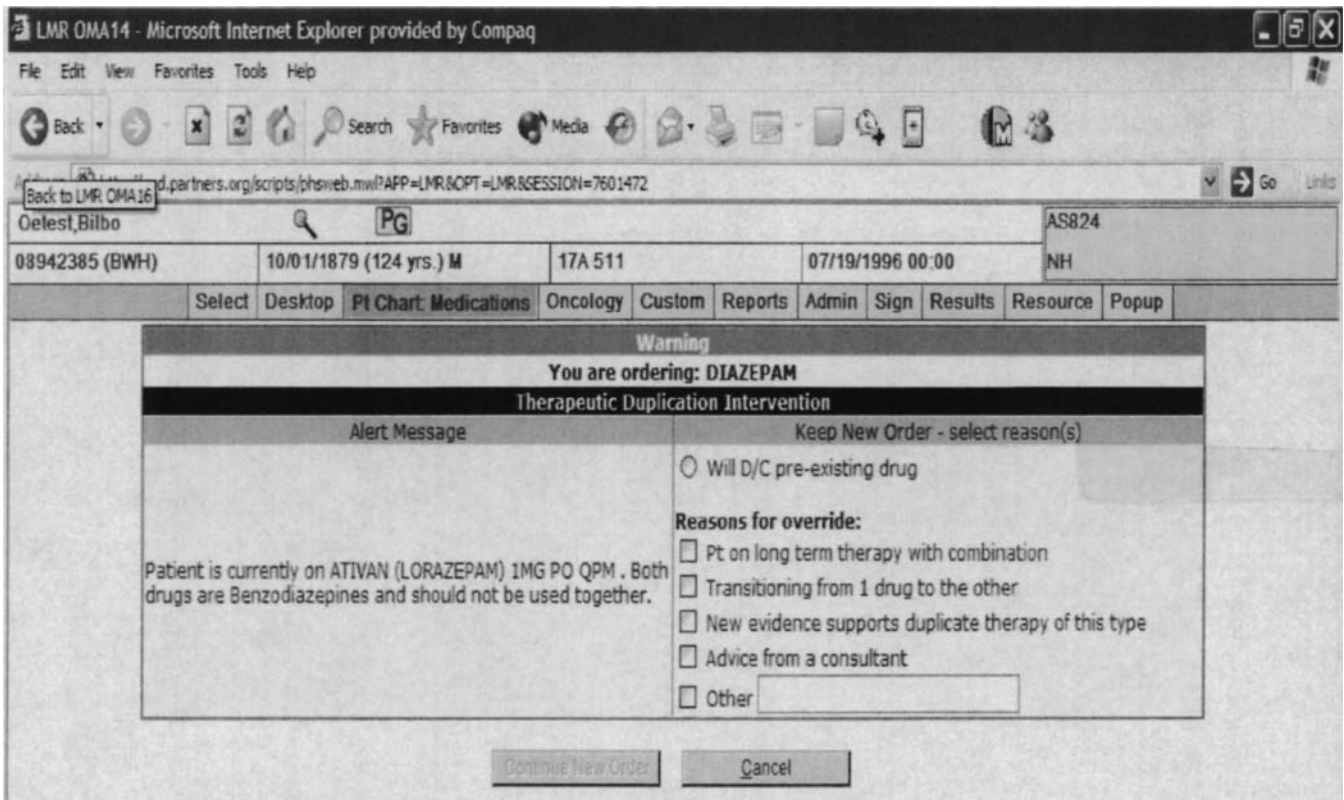 LMR OMA14 - Microsoft Internet Explorer provided by Compaq
File Edit View Favorites Tools Help
Back Search Favorites Media
d.partners.org/scripts/phsweb.mwl?APP=LMR&OPT=LMR&SESSION=7601472 Go Links
Back to LMR OMA16
Oetest,Bilbo PG AS824
08942385 (BWH) 10/01/1879 (124 yrs.) M 17A 511 07/19/1996 00:00 NH
Select Desktop Pt Chart: Medications Oncology Custom Reports Admin Sign Results Resource Popup
Warning
You are ordering: DIAZEPAM
Therapeutic Duplication Intervention
Alert Message Keep New Order - select reason(s)
Will D/C pre-existing drug
Reasons for override:
Pt on long term therapy with combination
Patient is currently on ATIVAN (LORAZEPAM) 1MG PO QPM . Both
drugs are Benzodiazepines and should not be used together.
Transitioning from 1 drug to the other
New evidence supports duplicate therapy of this type
Advice from a consultant
Other
Continue New Order Cancel